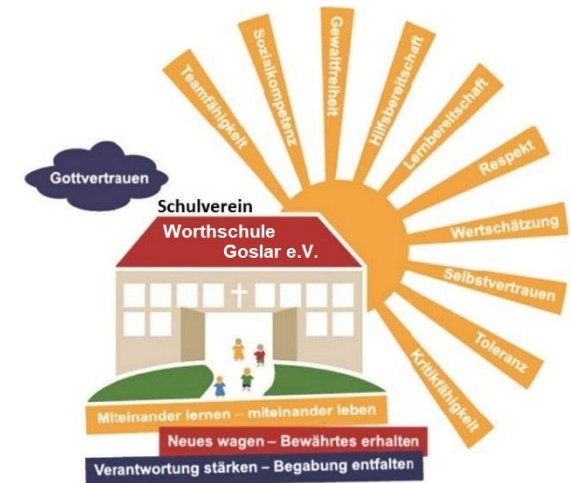 Teamfähigkeit
Sozialkompetenz
Gewaltfreiheit
Hilfsbereitschaft
Lernbereitschaft
Respekt
Wertschätzung
Selbstvertrauen
Toleranz
Kritikfähigkeit
Gottvertrauen
Schulverein
Worthschule
Goslar e.V.
Miteinander lernen – miteinander leben
Neues wagen – Bewährtes erhalten
Verantwortung stärken – Begabung entfalten